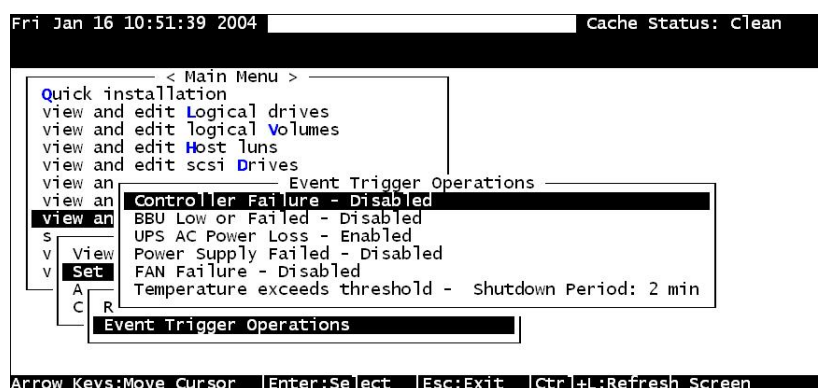 Fri Jan 16 10:51:39 2004 Cache Status: Clean
< Main Menu >
Quick installation
view and edit Logical drives
view and edit logical Volumes
view and edit Host luns
view and edit scsi Drives
view an
Event Trigger Operations
view an
Controller Failure - Disabled
view an
BBU Low or Failed - Disabled
s
UPS AC Power Loss - Enabled
v View
Power Supply Failed - Disabled
v Set
FAN Failure - Disabled
A
Temperature exceeds threshold - Shutdown Period: 2 min
C R
Event Trigger Operations
Arrow Keys:Move Cursor |Enter:Select |Esc:Exit |Ctrl+L:Refresh Screen